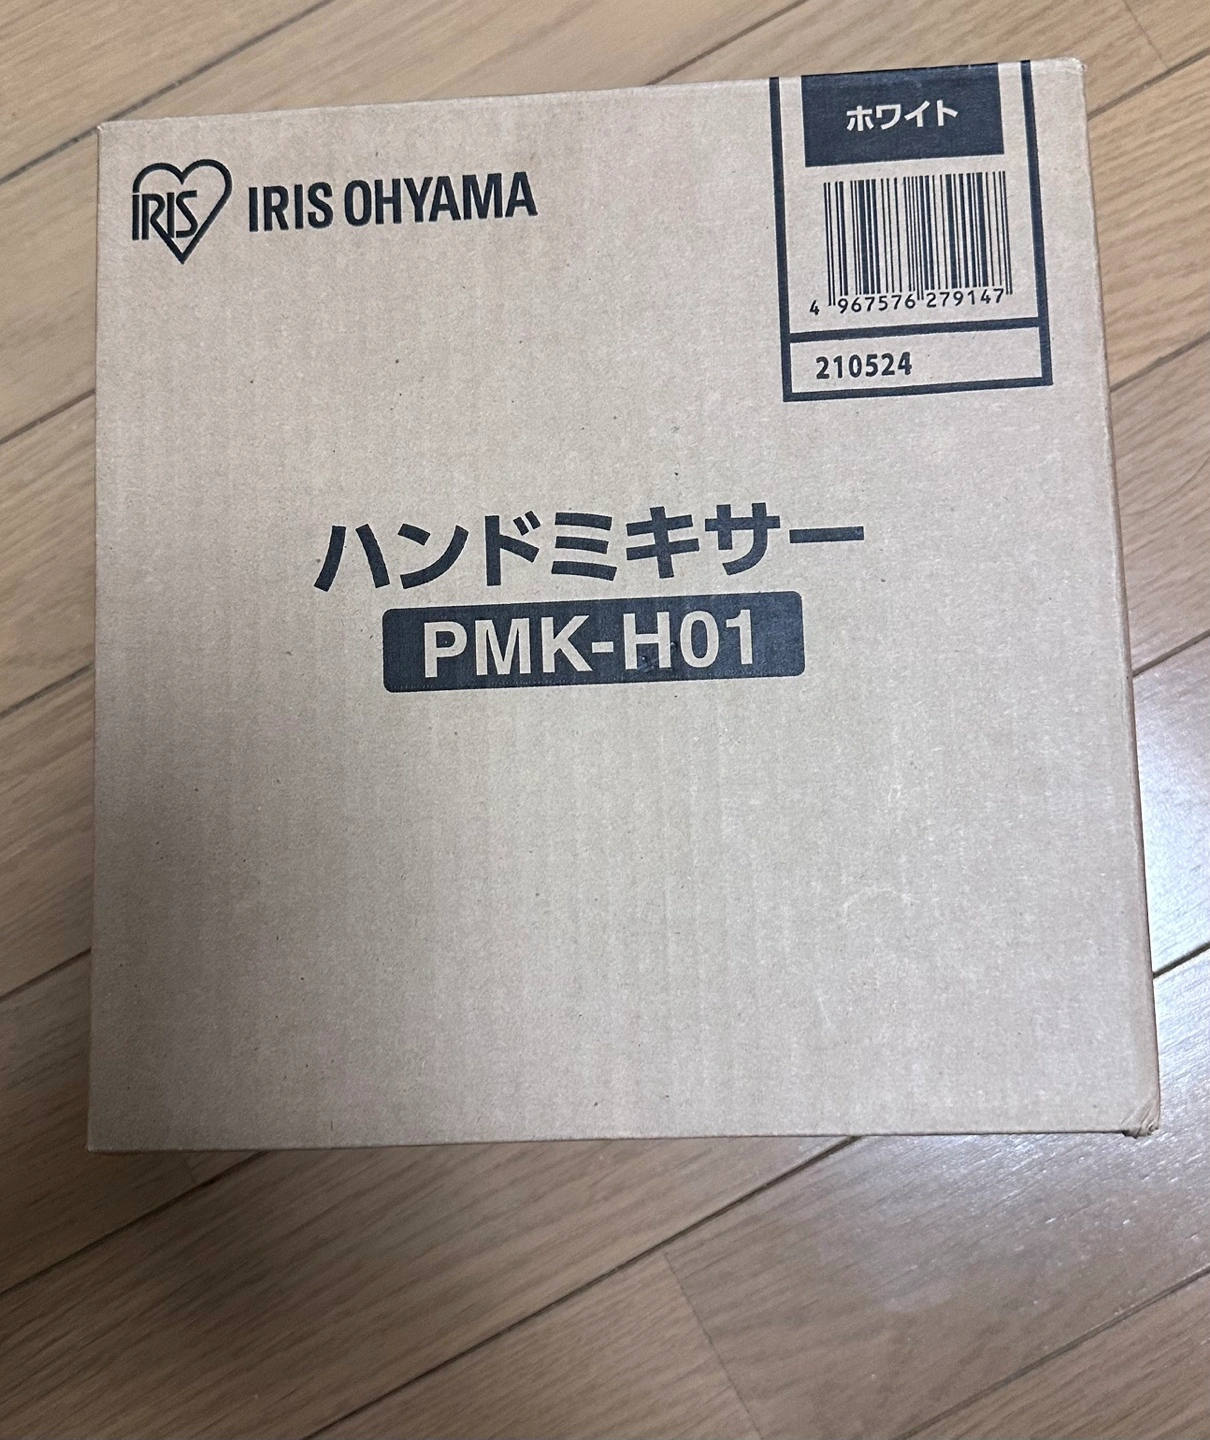 IRIS
IRIS OHYAMA
ホワイト
4 967576 279147
210524
ハンドミキサー
PMK-H01